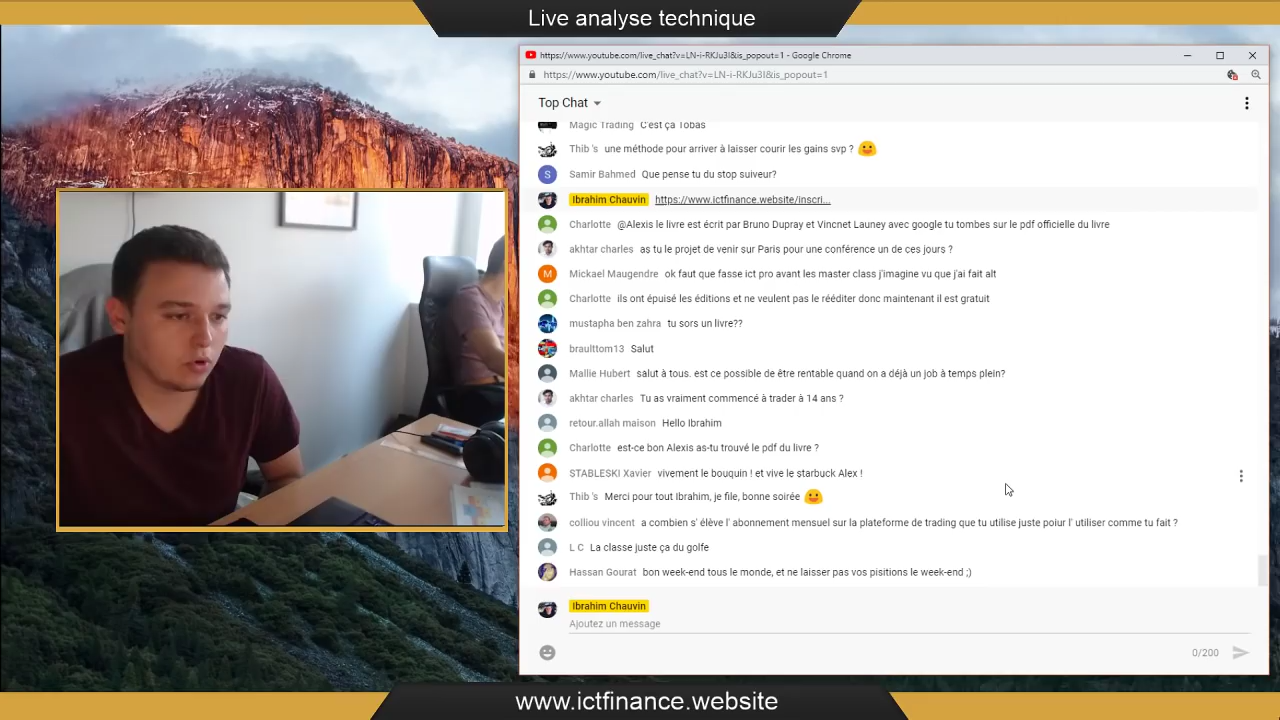 Live analyse technique
https://www.youtube.com/live_chat?v=LN-i-RKJu3I&is_popout=1 - Google Chrome
https://www.youtube.com/live_chat?v=LN-i-RKJu3I&is_popout=1
Top Chat
Magic Trading C'est ça Tobas
Thib 's une méthode pour arriver à laisser courir les gains svp ?
S Samir Bahmed Que pense tu du stop suiveur?
Ibrahim Chauvin https://www.ictfinance.website/inscri...
Charlotte @Alexis le livre est écrit par Bruno Dupray et Vincnet Launey avec google tu tombes sur le pdf officielle du livre
akhtar charles as tu le projet de venir sur Paris pour une conférence un de ces jours ?
M Mickael Maugendre ok faut que fasse ict pro avant les master class j'imagine vu que j'ai fait alt
Charlotte ils ont épuisé les éditions et ne veulent pas le rééditer donc maintenant il est gratuit
mustapha ben zahra tu sors un livre??
braulttom13 Salut
Mallie Hubert salut à tous. est ce possible de être rentable quand on a déjà un job à temps plein?
akhtar charles Tu as vraiment commencé à trader à 14 ans ?
retour.allah maison Hello Ibrahim
Charlotte est-ce bon Alexis as-tu trouvé le pdf du livre ?
STABLESKI Xavier vivement le bouquin ! et vive le starbuck Alex !
Thib 's Merci pour tout Ibrahim, je file, bonne soirée
colliou vincent a combien s' élève l' abonnement mensuel sur la plateforme de trading que tu utilise juste poiur l' utiliser comme tu fait ?
L C La classe juste ça du golfe
Hassan Gourat bon week-end tous le monde, et ne laisser pas vos pisitions le week-end ;)
Ibrahim Chauvin
Ajoutez un message
0/200
www.ictfinance.website